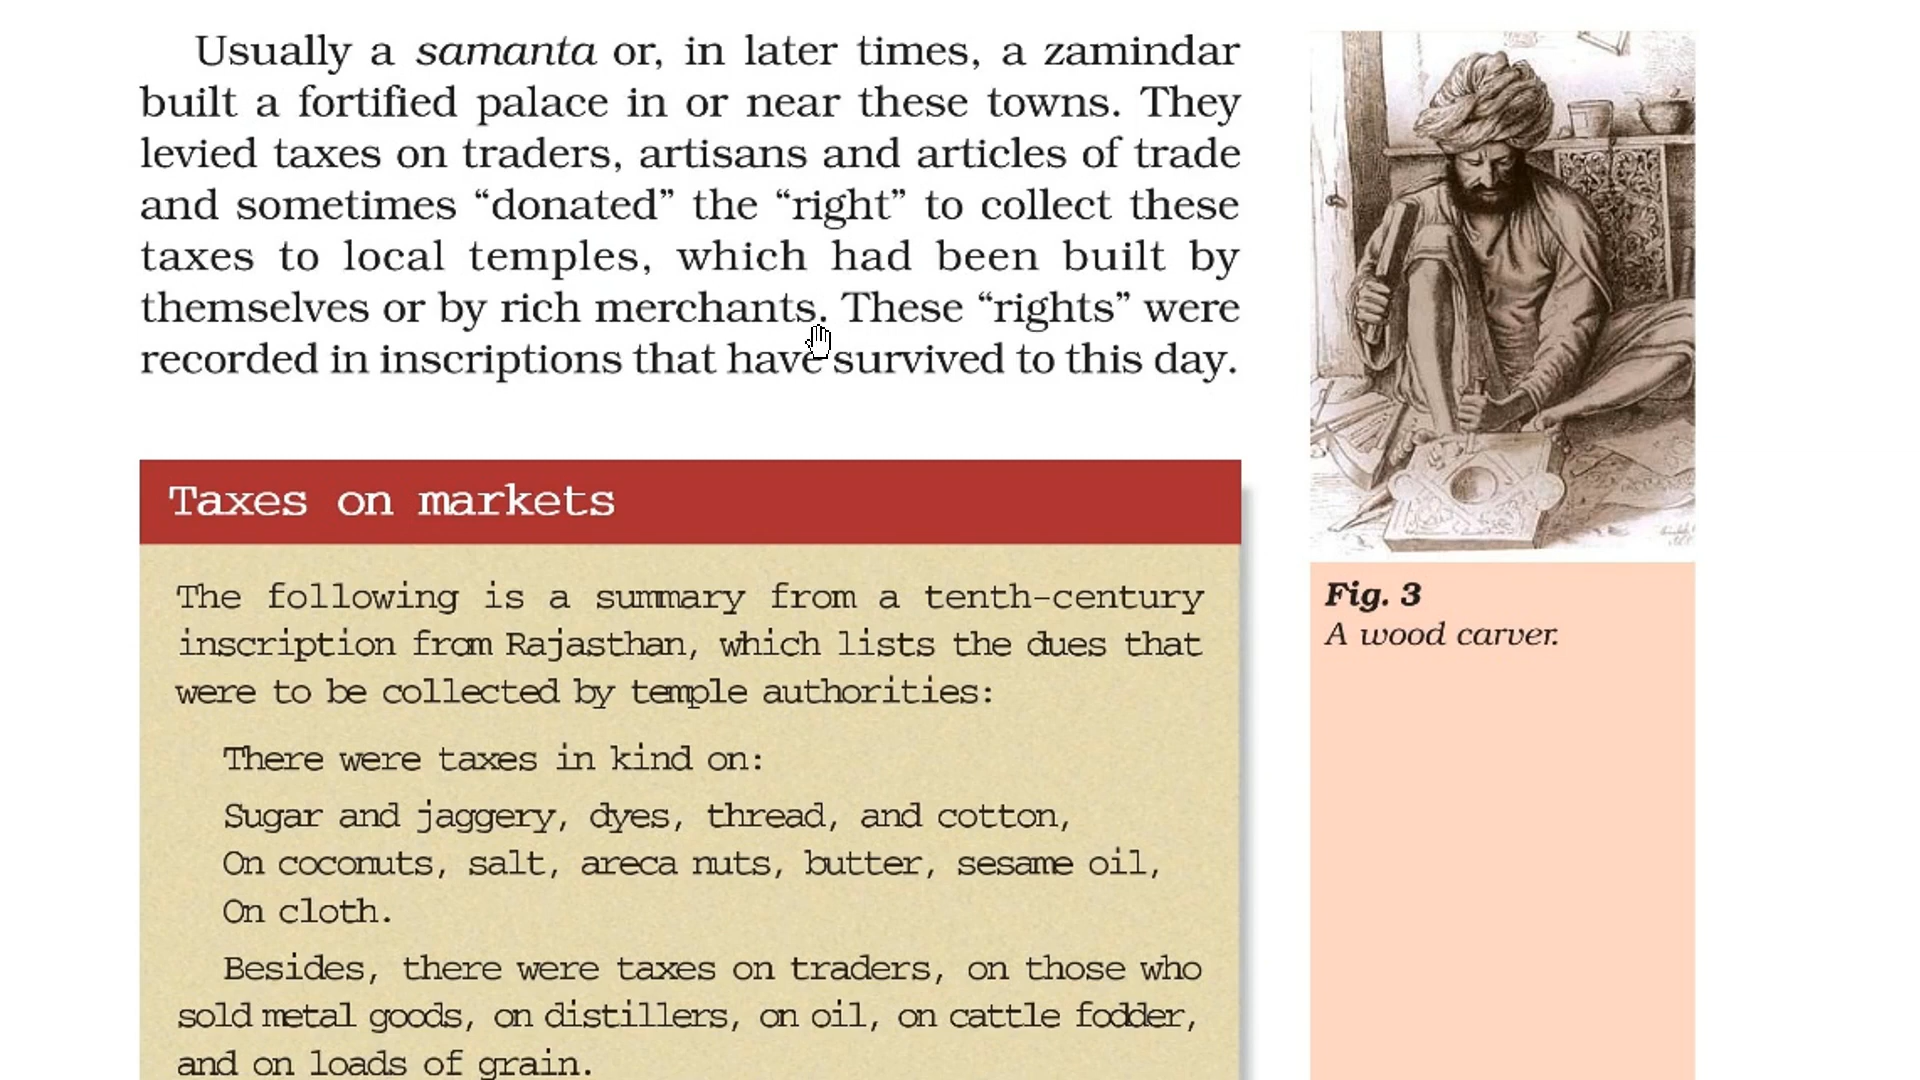 Usually a samanta or, in later times, a zamindar
built a fortified palace in or near these towns. They
levied taxes on traders, artisans and articles of trade
and sometimes “donated” the “right” to collect these
taxes to local temples, which had been built by
themselves or by rich merchants. These “rights” were
recorded in inscriptions that have survived to this day.
Taxes on markets
The following is a summary from a tenth-century
inscription from Rajasthan, which lists the dues that
were to be collected by temple authorities:
There were taxes in kind on:
Sugar and jaggery, dyes, thread, and cotton,
On coconuts, salt, areca nuts, butter, sesame oil,
On cloth.
Besides, there were taxes on traders, on those who
sold metal goods, on distillers, on oil, on cattle fodder,
and on loads of grain.
Fig. 3
A wood carver.